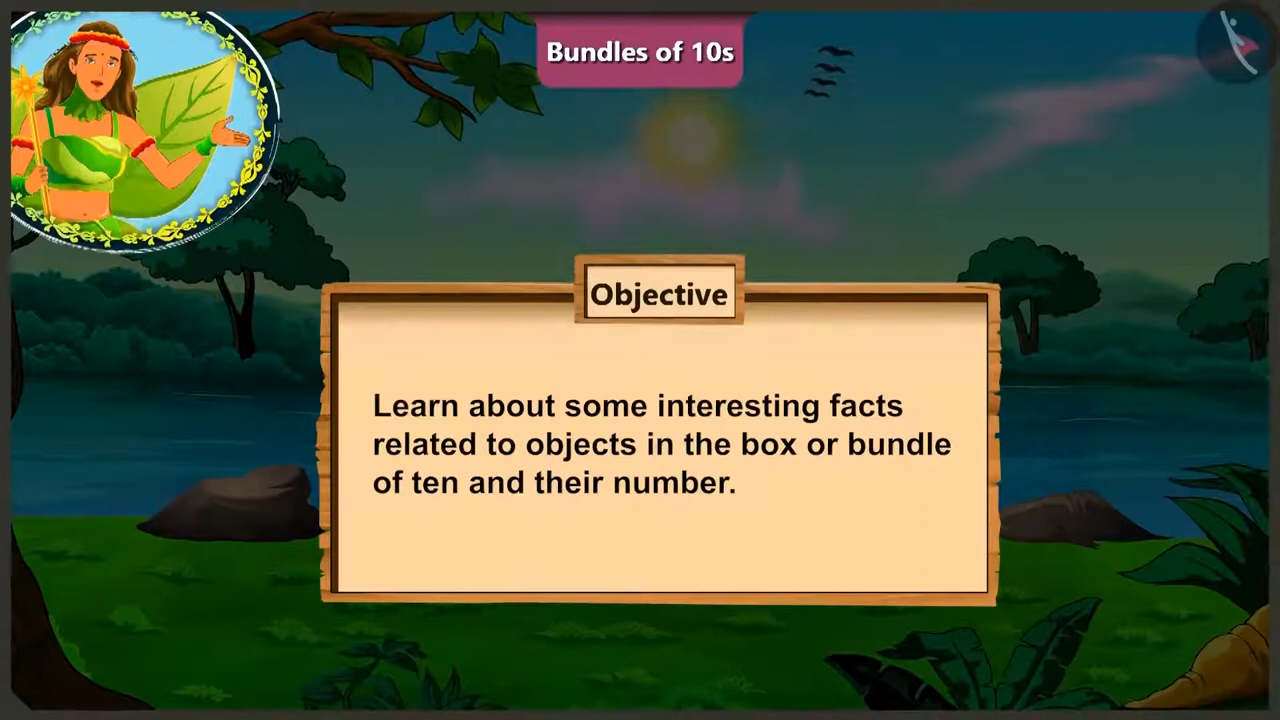 Bundles of 10s
Objective
Learn about some interesting facts
related to objects in the box or bundle
of ten and their number.